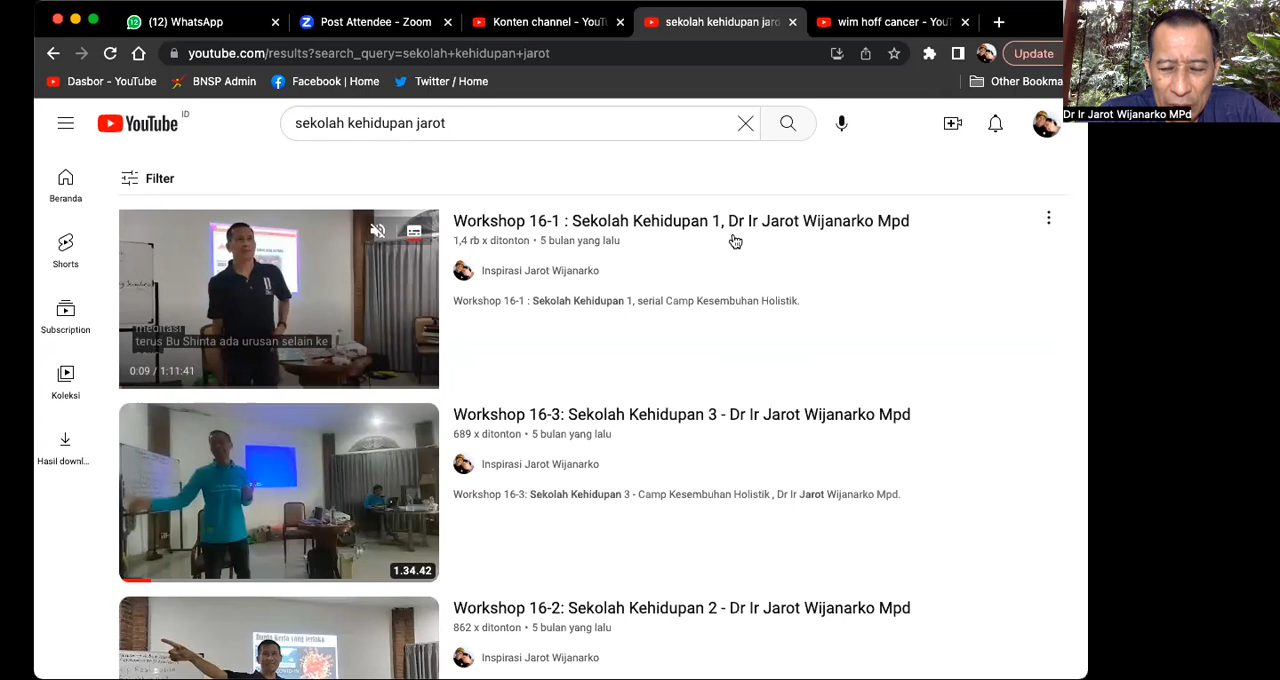 12
(12) WhatsApp
Post Attendee - Zoom
Konten channel - YouT
sekolah kehidupan jaro
wim hoff cancer - YouT
youtube.com/results?search_query=sekolah+kehidupan+jarot
Update
Dasbor - YouTube
BNSP Admin
Facebook | Home
Twitter / Home
Other Bookma
Dr Ir Jarot Wijanarko MPd
YouTube ID
sekolah kehidupan jarot
Beranda
Shorts
Subscription
Koleksi
Hasil downl...
Filter
meditasi
terus Bu Shinta ada urusan selain ke
0:09 / 1:11:41
Workshop 16-1 : Sekolah Kehidupan 1, Dr Ir Jarot Wijanarko Mpd
1,4 rb x ditonton • 5 bulan yang lalu
Inspirasi Jarot Wijanarko
Workshop 16-1 : Sekolah Kehidupan 1, serial Camp Kesembuhan Holistik.
1.34.42
Workshop 16-3: Sekolah Kehidupan 3 - Dr Ir Jarot Wijanarko Mpd
689 x ditonton • 5 bulan yang lalu
Inspirasi Jarot Wijanarko
Workshop 16-3: Sekolah Kehidupan 3 - Camp Kesembuhan Holistik , Dr Ir Jarot Wijanarko Mpd.
Workshop 16-2: Sekolah Kehidupan 2 - Dr Ir Jarot Wijanarko Mpd
862 x ditonton • 5 bulan yang lalu
Inspirasi Jarot Wijanarko